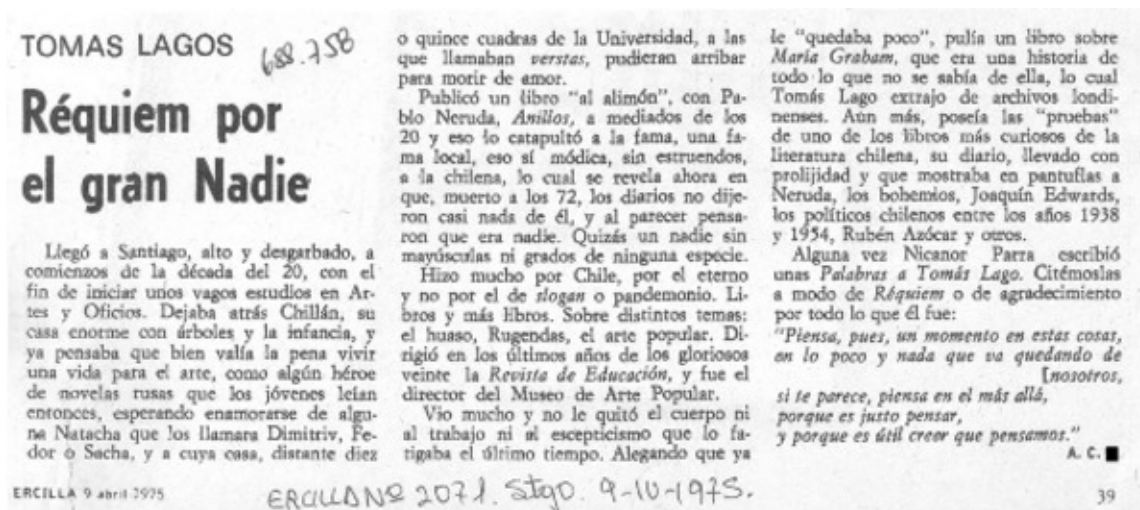 TOMAS LAGOS
688.758
Réquiem por
el gran Nadie
Llegó a Santiago, alto y desgarbado, a
comienzos de la década del 20, con el
fin de iniciar unos vagos estudios en Ar-
tes y Oficios. Dejaba atrás Chillán, su
casa enorme con árboles y la infancia, y
ya pensaba que bien valía la pena vivir
una vida para el arte, como algún héroe
de novelas rusas que los jóvenes leían
entonces, esperando enamorarse de algu-
na Natacha que los llamara Dimitriv, Fe-
dor o Sacha, y a cuya casa, distante diez
o quince cuadras de la Universidad, a las
que llamaban verstas, pudieran arribar
para morir de amor.
Publicó un libro "al alimón", con Pa-
blo Neruda, Anillos, a mediados de los
20 y eso lo catapultó a la fama, una fa-
ma local, eso sí módica, sin estruendos,
a la chilena, lo cual se revela ahora en
que, muerto a los 72, los diarios no dije-
ron casi nada de él, y al parecer pensa-
ron que era nadie. Quizás un nadie sin
mayúsculas ni grados de ninguna especie.
Hizo mucho por Chile, por el eterno
y no por el de slogan o pandemonio. Li-
bros y más libros. Sobre distintos temas:
el huaso, Rugendas, el arte popular. Di-
rigió en los últimos años de los gloriosos
veinte la Revista de Educación, y fue el
director del Museo de Arte Popular.
Vio mucho y no le quitó el cuerpo ni
al trabajo ni al escepticismo que lo fa-
tigaba el último tiempo. Alegando que ya
le "quedaba poco", pulía un libro sobre
María Graham, que era una historia de
todo lo que no se sabía de ella, lo cual
Tomás Lago extrajo de archivos londi-
nenses. Aún más, poseía las "pruebas"
de uno de los libros más curiosos de la
literatura chilena, su diario, llevado con
prolijidad y que mostraba en pantuflas a
Neruda, los bohemios, Joaquín Edwards,
los políticos chilenos entre los años 1938
y 1954, Rubén Azócar y otros.
Alguna vez Nicanor Parra escribió
unas Palabras a Tomás Lago. Citémoslas
a modo de Réquiem o de agradecimiento
por todo lo que él fue:
"Piensa, pues, un momento en estas cosas,
en lo poco y nada que va quedando de
[nosotros,
si te parece, piensa en el más allá,
porque es justo pensar,
y porque es útil creer que pensamos."
A. C. ■
ERCILLA 9 abril 1975
ERCILLA Nº 2071. Stgo. 9-IV-1975.
39